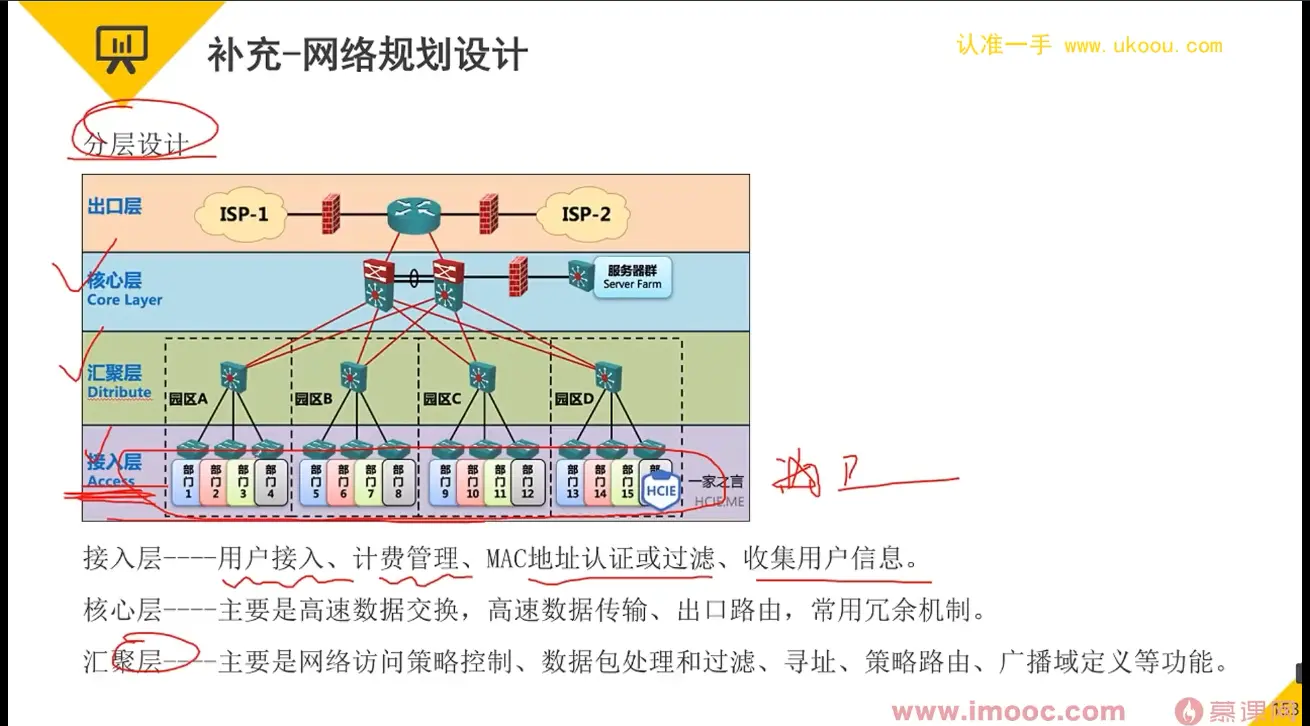 补充-网络规划设计
认准一手 www.ukoou.com
分层设计
出口层
ISP-1
ISP-2
核心层
Core Layer
服务器群
Server Farm
汇聚层
Ditribute
园区A
园区B
园区C
园区D
接入层
Access
部门1 部门2 部门3 部门4 部门5 部门6 部门7 部门8 部门9 部门10 部门11 部门12 部门13 部门14 部门15 部
HCIE
一家之言
HCIE.ME
接入层----用户接入、计费管理、MAC地址认证或过滤、收集用户信息。
核心层----主要是高速数据交换，高速数据传输、出口路由，常用冗余机制。
汇聚层----主要是网络访问策略控制、数据包处理和过滤、寻址、策略路由、广播域定义等功能。
www.imooc.com
慕课
153